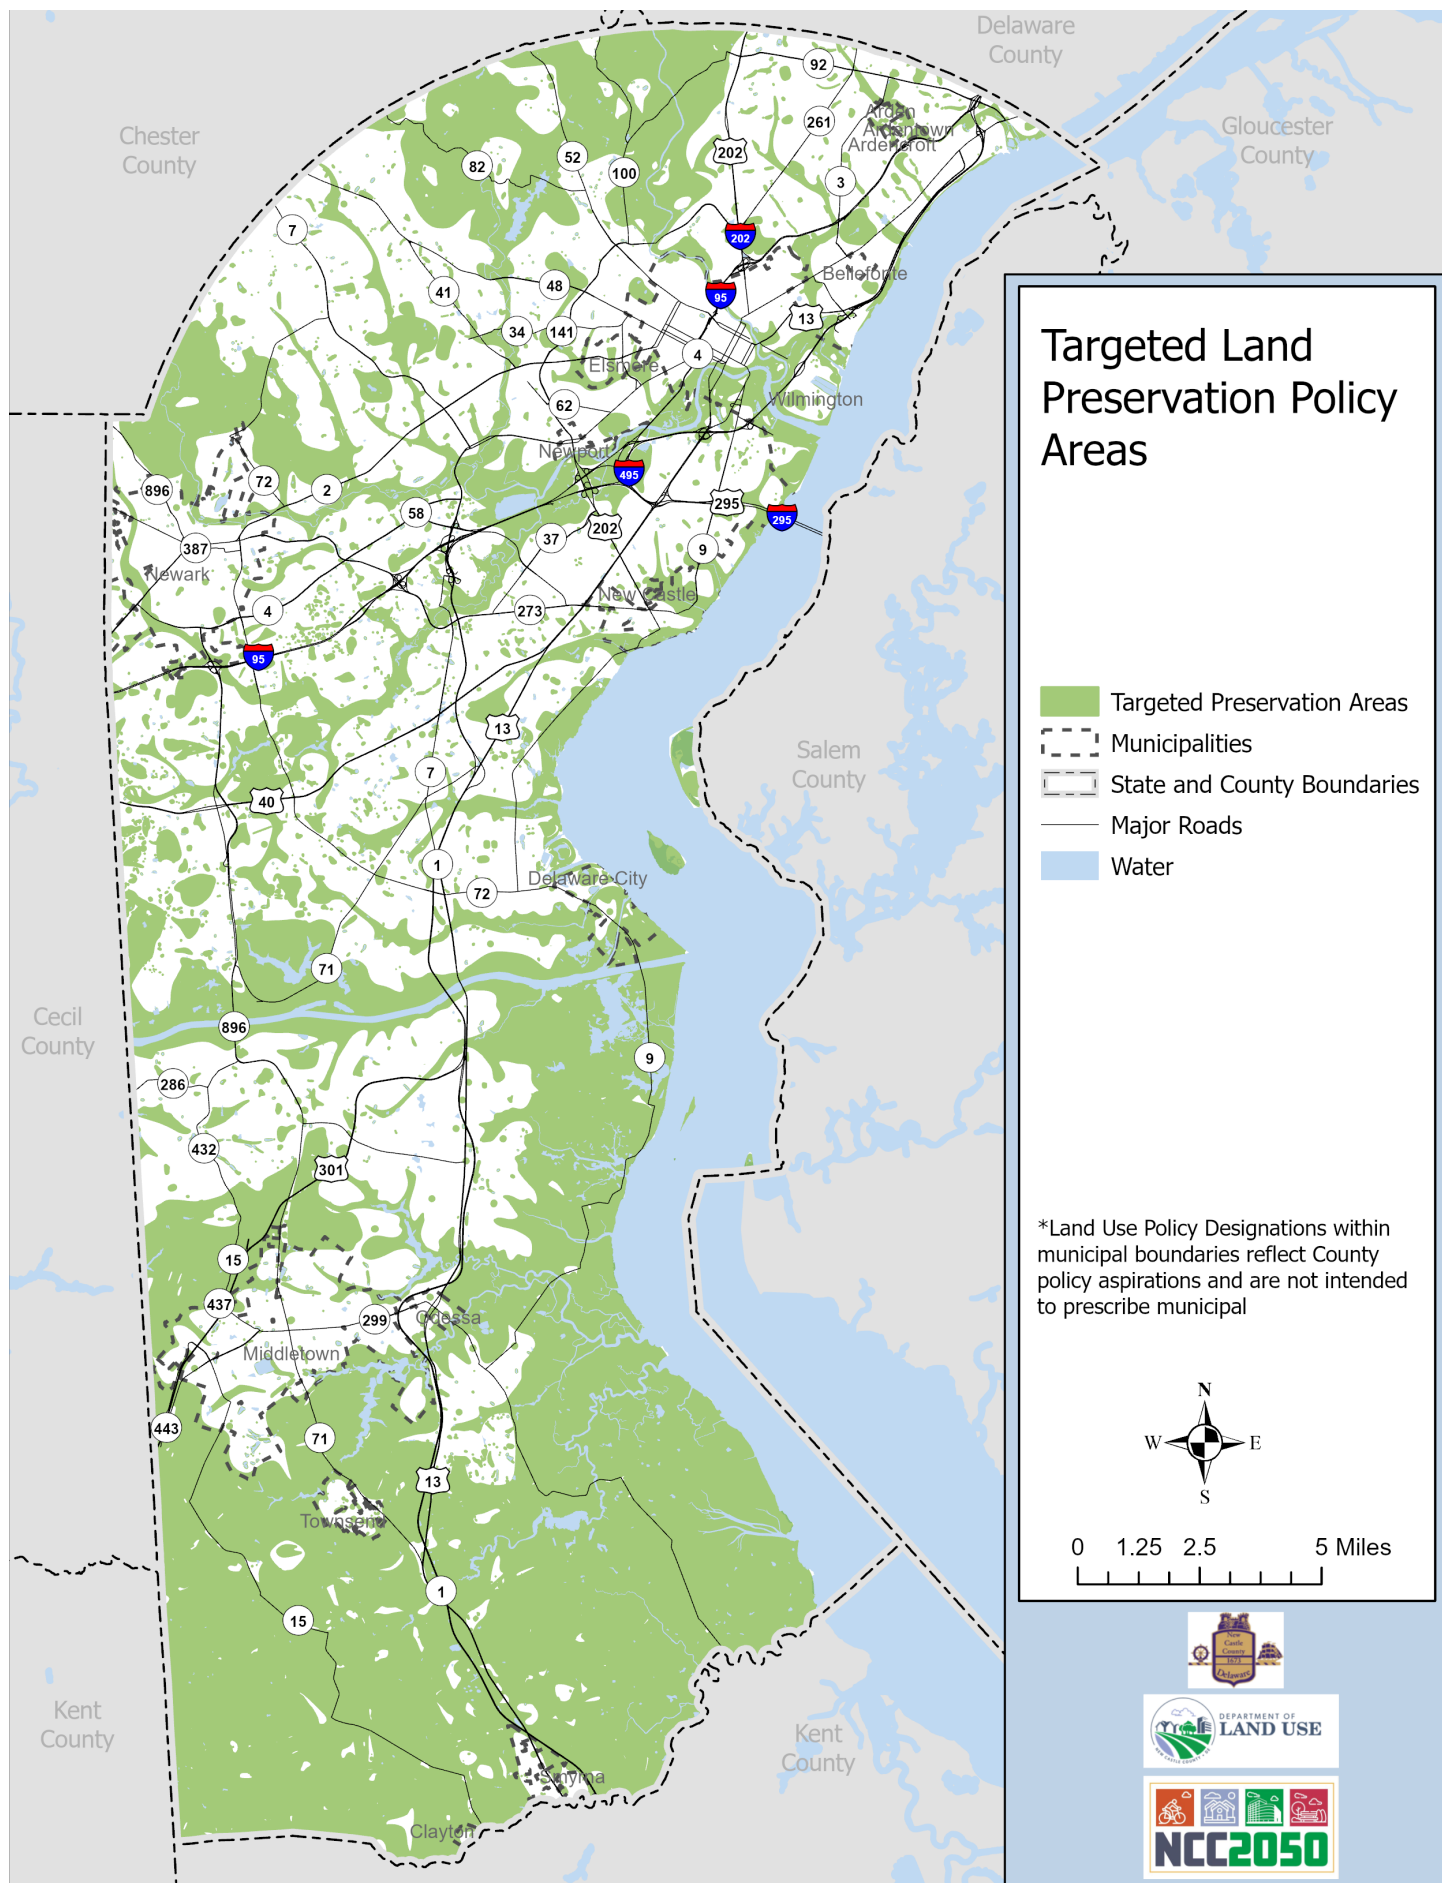 Delaware
County
Chester
County
Gloucester
County
92
Arden
261
Ardentown
Ardencroft
202
52
82
100
3
7
202
Bellefonte
41
48
95
13
34
141
4
Elsmere
Wilmington
62
Newport
495
896
72
2
295
295
58
202
37
9
387
Newark
New Castle
4
273
95
13
Salem
County
7
40
1
Delaware City
72
71
Cecil
County
896
9
286
432
301
15
437
299
Odessa
Middletown
443
71
13
Townsend
1
15
Kent
County
Kent
County
Smyrna
Clayton
Targeted Land
Preservation Policy
Areas
Targeted Preservation Areas
Municipalities
State and County Boundaries
Major Roads
Water
*Land Use Policy Designations within
municipal boundaries reflect County
policy aspirations and are not intended
to prescribe municipal
N
W E
S
0 1.25 2.5 5 Miles
New
Castle
County
1673
Delaware
DEPARTMENT OF
LAND USE
NCC2050